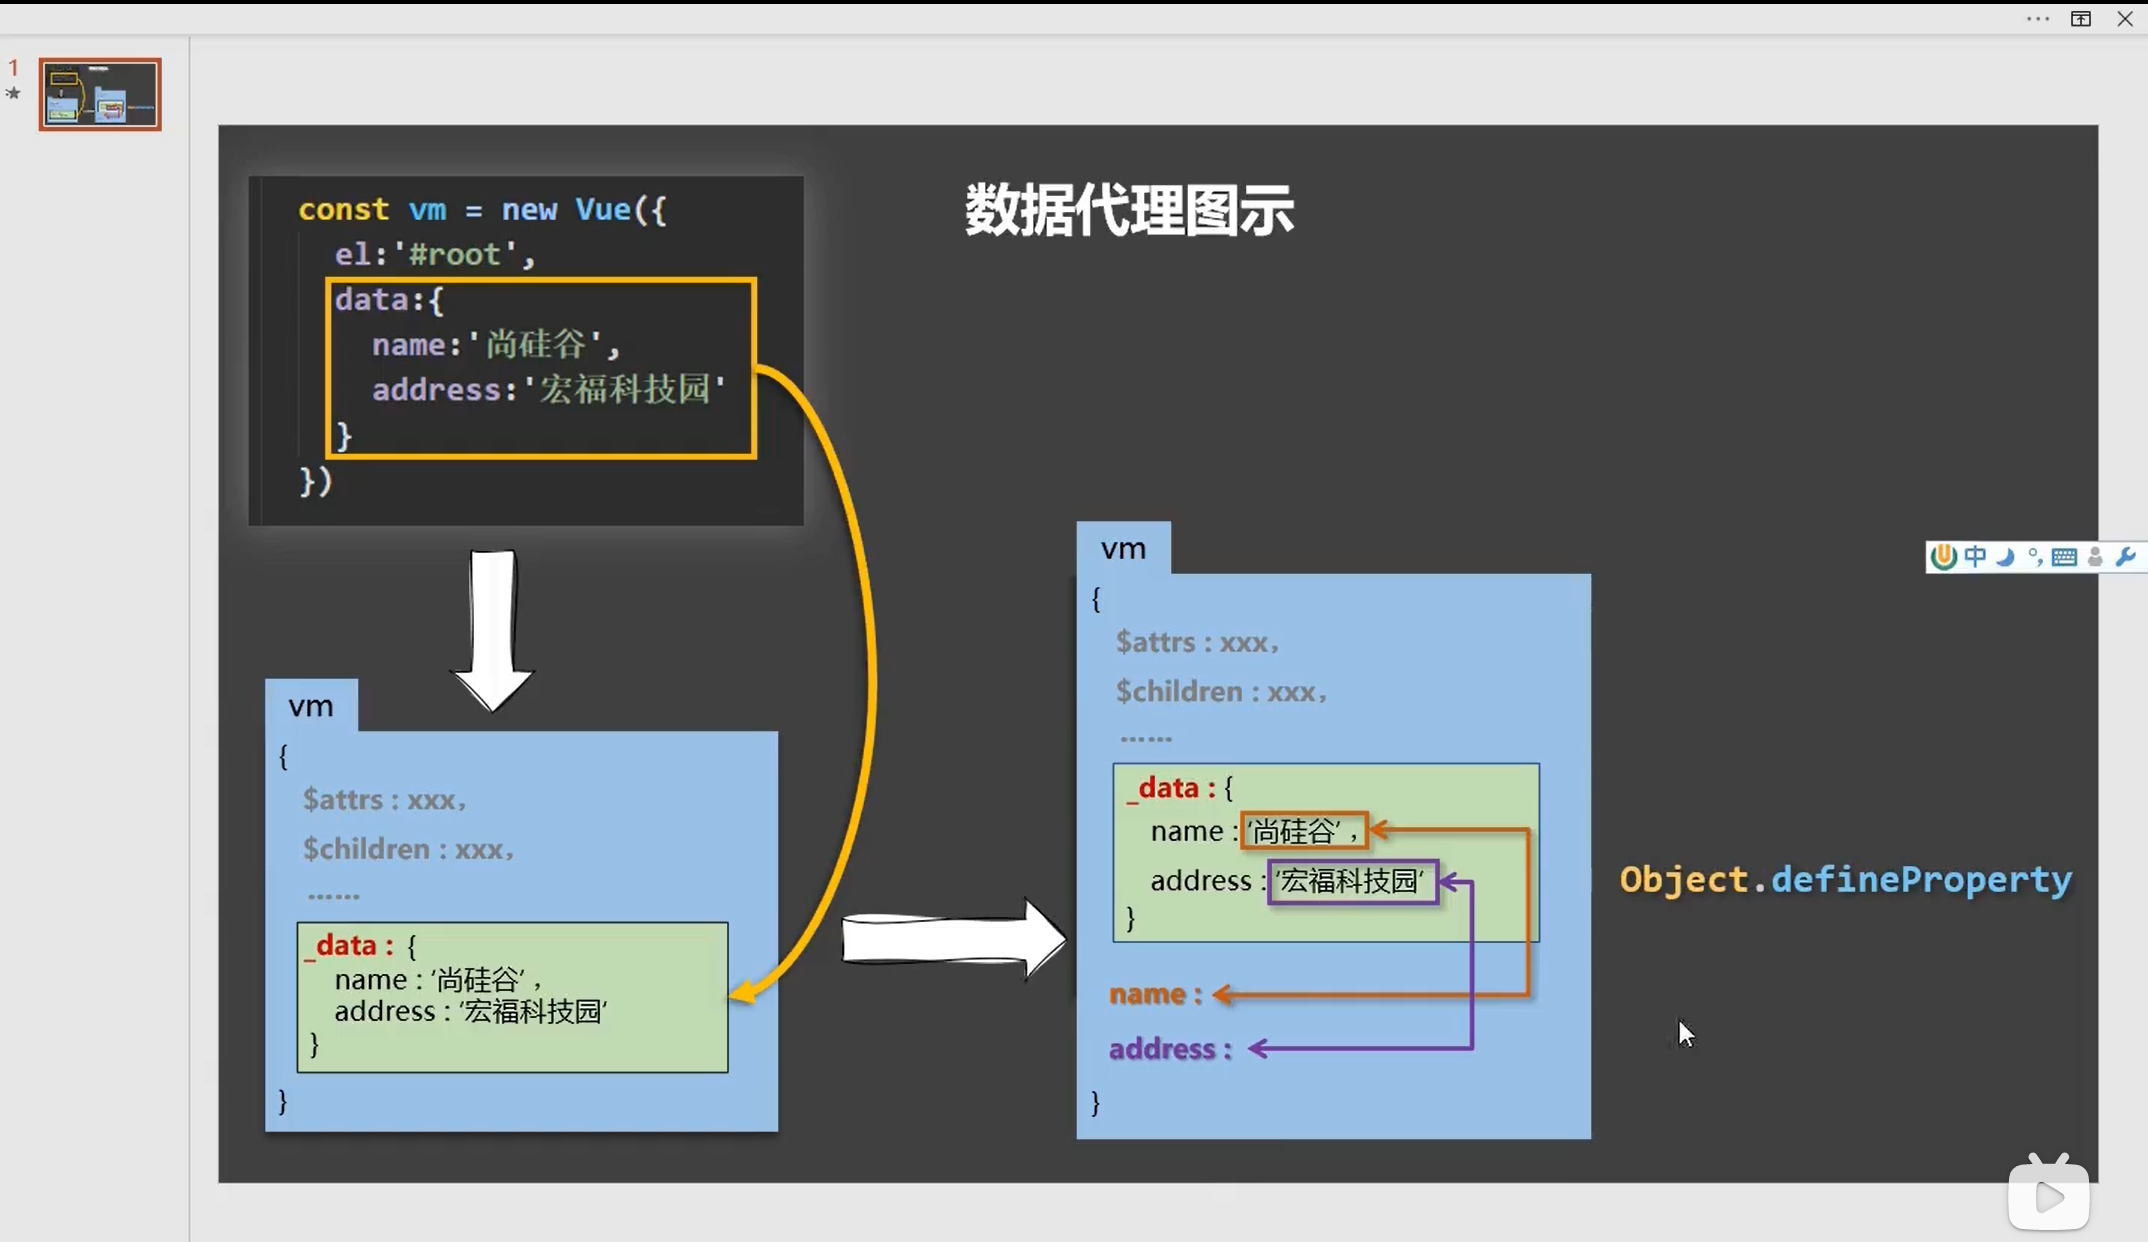 1
数据代理图示
const vm = new Vue({
el:'#root',
data:{
name:'尚硅谷',
address:'宏福科技园'
}
})
vm
{
$attrs : xxx，
$children : xxx，
……
_data : {
name : ‘尚硅谷’ ，
address : ‘宏福科技园’
}
}
vm
{
$attrs : xxx，
$children : xxx，
……
_data : {
name : ‘尚硅谷’ ，
address : ‘宏福科技园’
}
name :
address :
}
Object.defineProperty
中